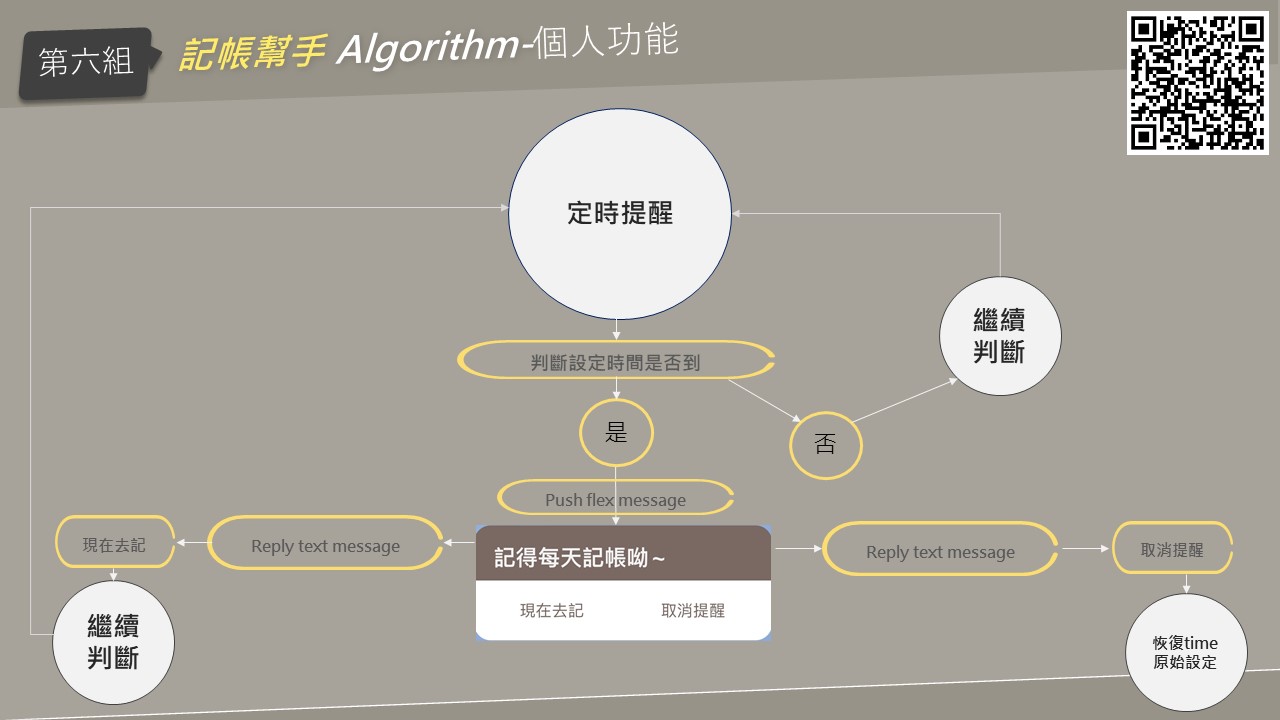 第六組
記帳幫手 Algorithm-個人功能
定時提醒
判斷設定時間是否到
是
否
繼續
判斷
Push flex message
記得每天記帳呦~
現在去記
取消提醒
Reply text message
現在去記
繼續
判斷
Reply text message
取消提醒
恢復time
原始設定